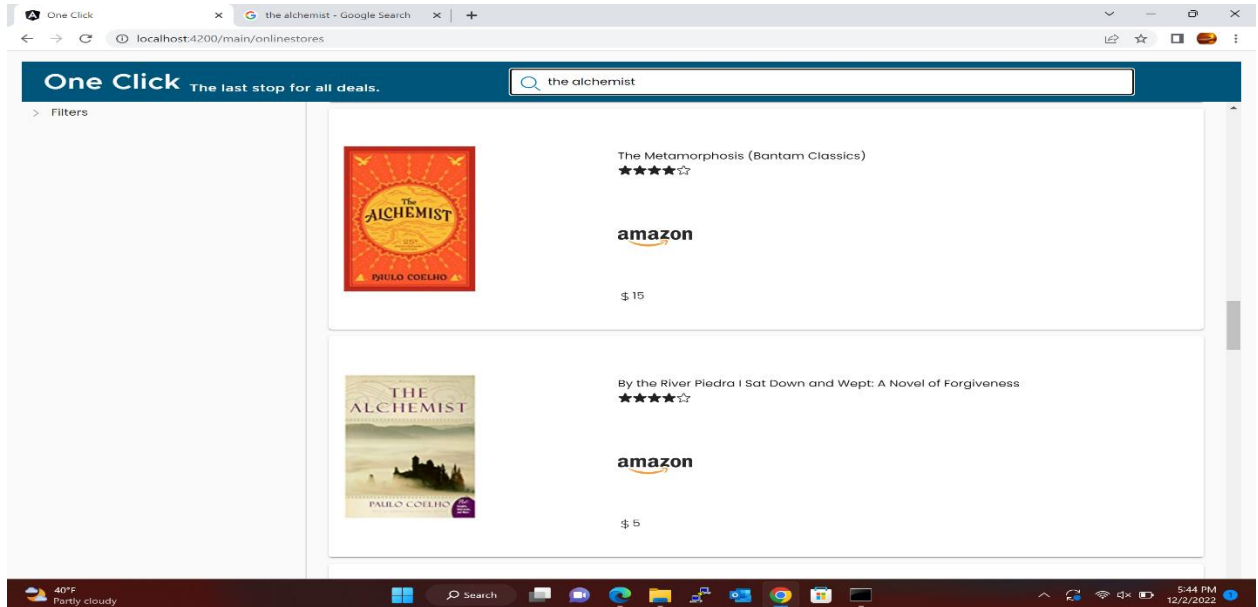 One Click
the alchemist - Google Search
localhost:4200/main/onlinestores
One Click The last stop for all deals.
the alchemist
Filters
The
ALCHEMIST
PAULO COELHO
The Metamorphosis (Bantam Classics)
amazon
$ 15
THE
ALCHEMIST
PAULO COELHO
By the River Piedra I Sat Down and Wept: A Novel of Forgiveness
amazon
$ 5
40°F
Partly cloudy
Search
5:44 PM
12/2/2022